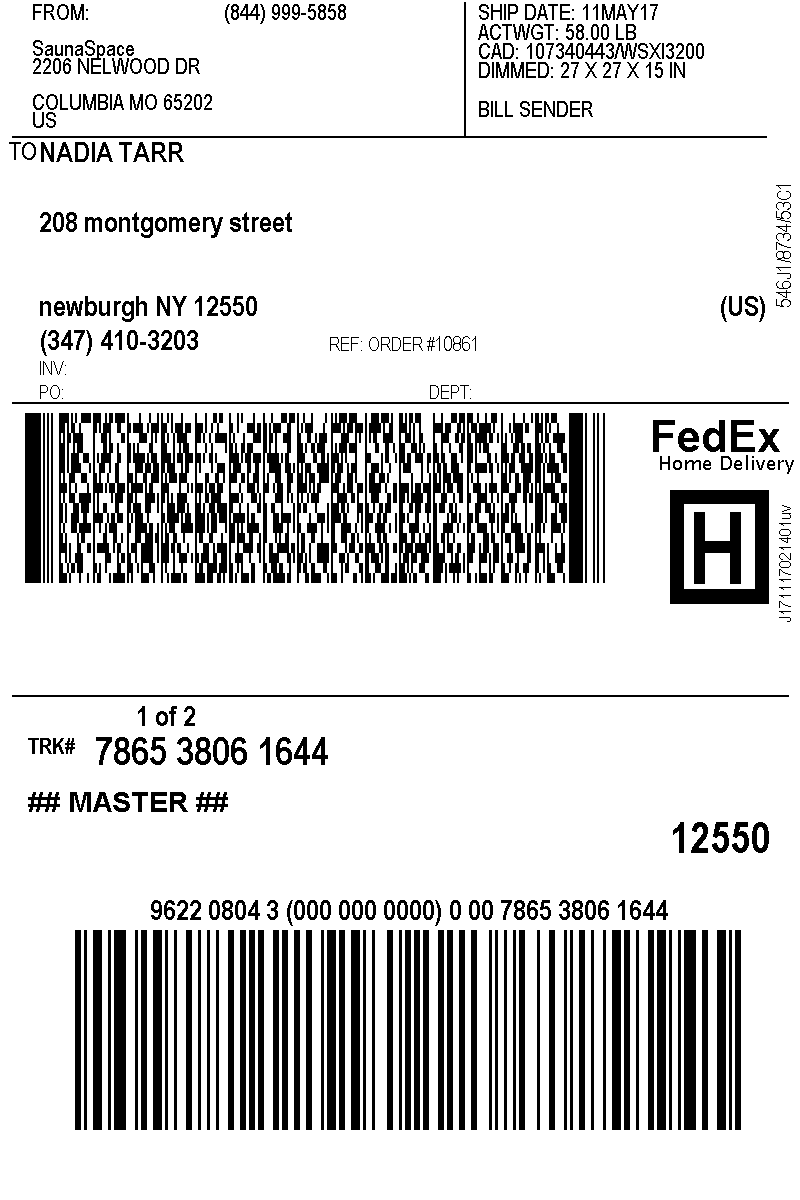 FROM: (844) 999-5858
SaunaSpace
2206 NELWOOD DR
COLUMBIA MO 65202
US
SHIP DATE: 11MAY17
ACTWGT: 58.00 LB
CAD: 107340443/WSXI3200
DIMMED: 27 X 27 X 15 IN
BILL SENDER
TO NADIA TARR
208 montgomery street
newburgh NY 12550 (US)
(347) 410-3203 REF: ORDER #10861
INV:
PO: DEPT:
546J1/8734/53C1
FedEx
Home Delivery
H
J171117021401uv
1 of 2
TRK# 7865 3806 1644
## MASTER ##
12550
9622 0804 3 (000 000 0000) 0 00 7865 3806 1644